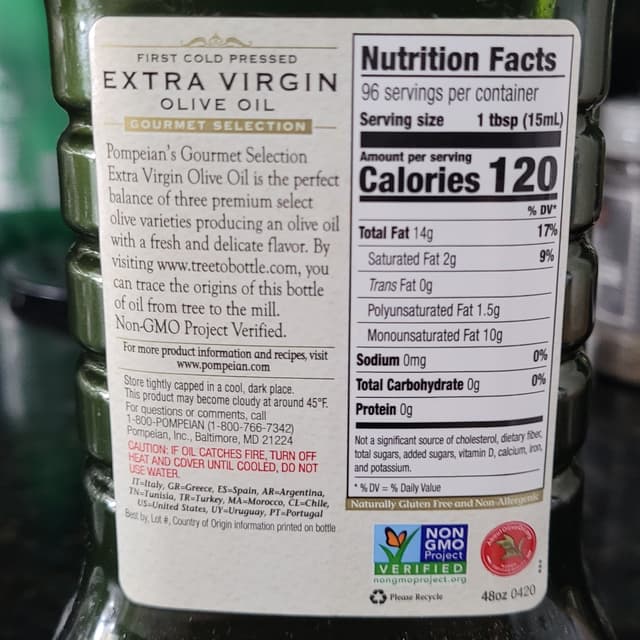 FIRST COLD PRESSED
EXTRA VIRGIN
OLIVE OIL
GOURMET SELECTION
Pompeian's Gourmet Selection
Extra Virgin Olive Oil is the perfect
balance of three premium select
olive varieties producing an olive oil
with a fresh and delicate flavor. By
visiting www.treetobottle.com, you
can trace the origins of this bottle
of oil from tree to the mill.
Non-GMO Project Verified.
For more product information and recipes, visit
www.pompeian.com
Store tightly capped in a cool, dark place.
This product may become cloudy at around 45°F.
For questions or comments, call
1-800-POMPEIAN (1-800-766-7342)
Pompeian, Inc., Baltimore, MD 21224
CAUTION: IF OIL CATCHES FIRE, TURN OFF
HEAT AND COVER UNTIL COOLED, DO NOT
USE WATER.
IT=Italy, GR=Greece, ES=Spain, AR=Argentina,
TN=Tunisia, TR=Turkey, MA=Morocco, CL=Chile,
US=United States, UY=Uruguay, PT=Portugal
Best by, Lot #, Country of Origin information printed on bottle
Nutrition Facts
96 servings per container
Serving size 1 tbsp (15mL)
Amount per serving
Calories 120
% DV*
Total Fat 14g 17%
Saturated Fat 2g 9%
Trans Fat 0g
Polyunsaturated Fat 1.5g
Monounsaturated Fat 10g
Sodium 0mg 0%
Total Carbohydrate 0g 0%
Protein 0g
Not a significant source of cholesterol, dietary fiber,
total sugars, added sugars, vitamin D, calcium, iron,
and potassium.
* % DV = % Daily Value
Naturally Gluten Free and Non-Allergenic
NON
GMO
Project
VERIFIED
nongmoproject.org
Please Recycle
48oz 0420